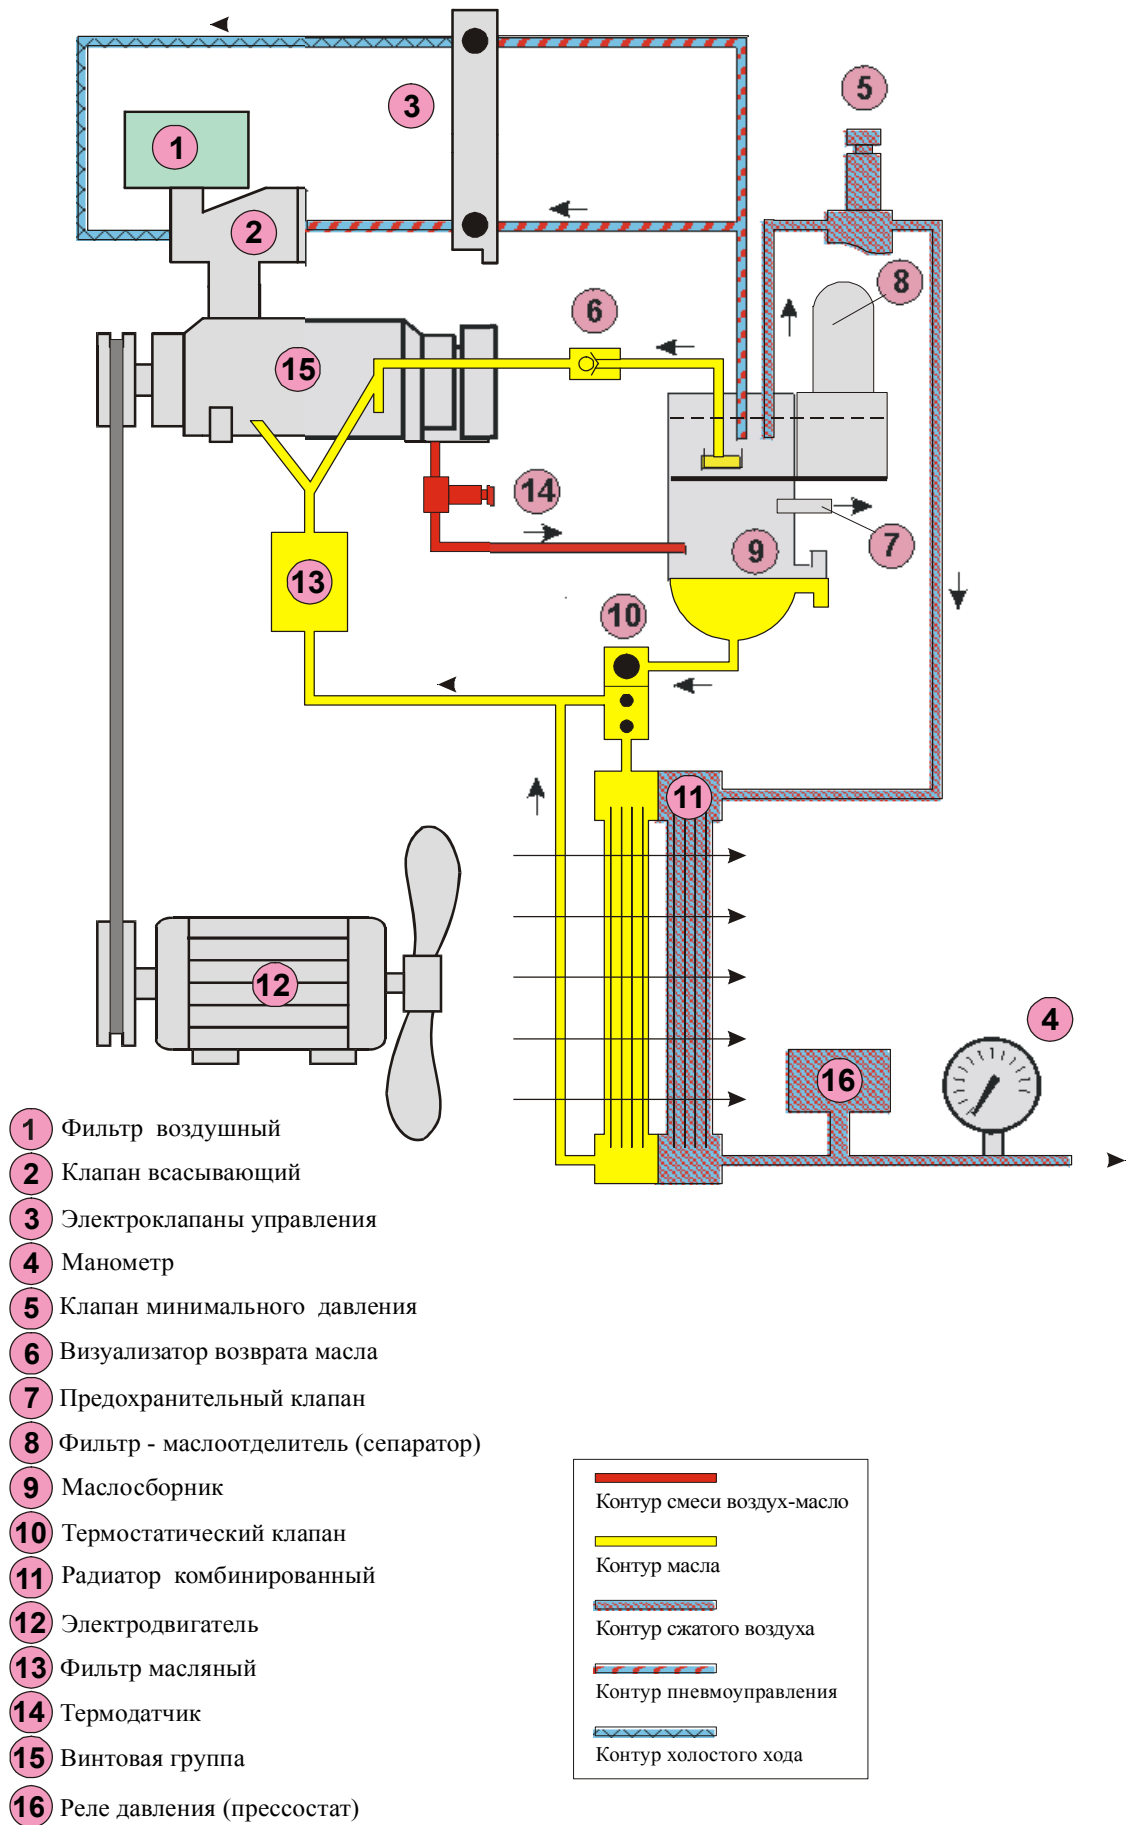 3
5
1
2
8
6
15
14
7
9
13
10
11
12
4
16
1 Фильтр воздушный
2 Клапан всасывающий
3 Электроклапаны управления
4 Манометр
5 Клапан минимального давления
6 Визуализатор возврата масла
7 Предохранительный клапан
8 Фильтр - маслоотделитель (сепаратор)
9 Маслосборник
10 Термостатический клапан
11 Радиатор комбинированный
12 Электродвигатель
13 Фильтр масляный
14 Термодатчик
15 Винтовая группа
16 Реле давления (прессостат)
Контур смеси воздух-масло
Контур масла
Контур сжатого воздуха
Контур пневмоуправления
Контур холостого хода